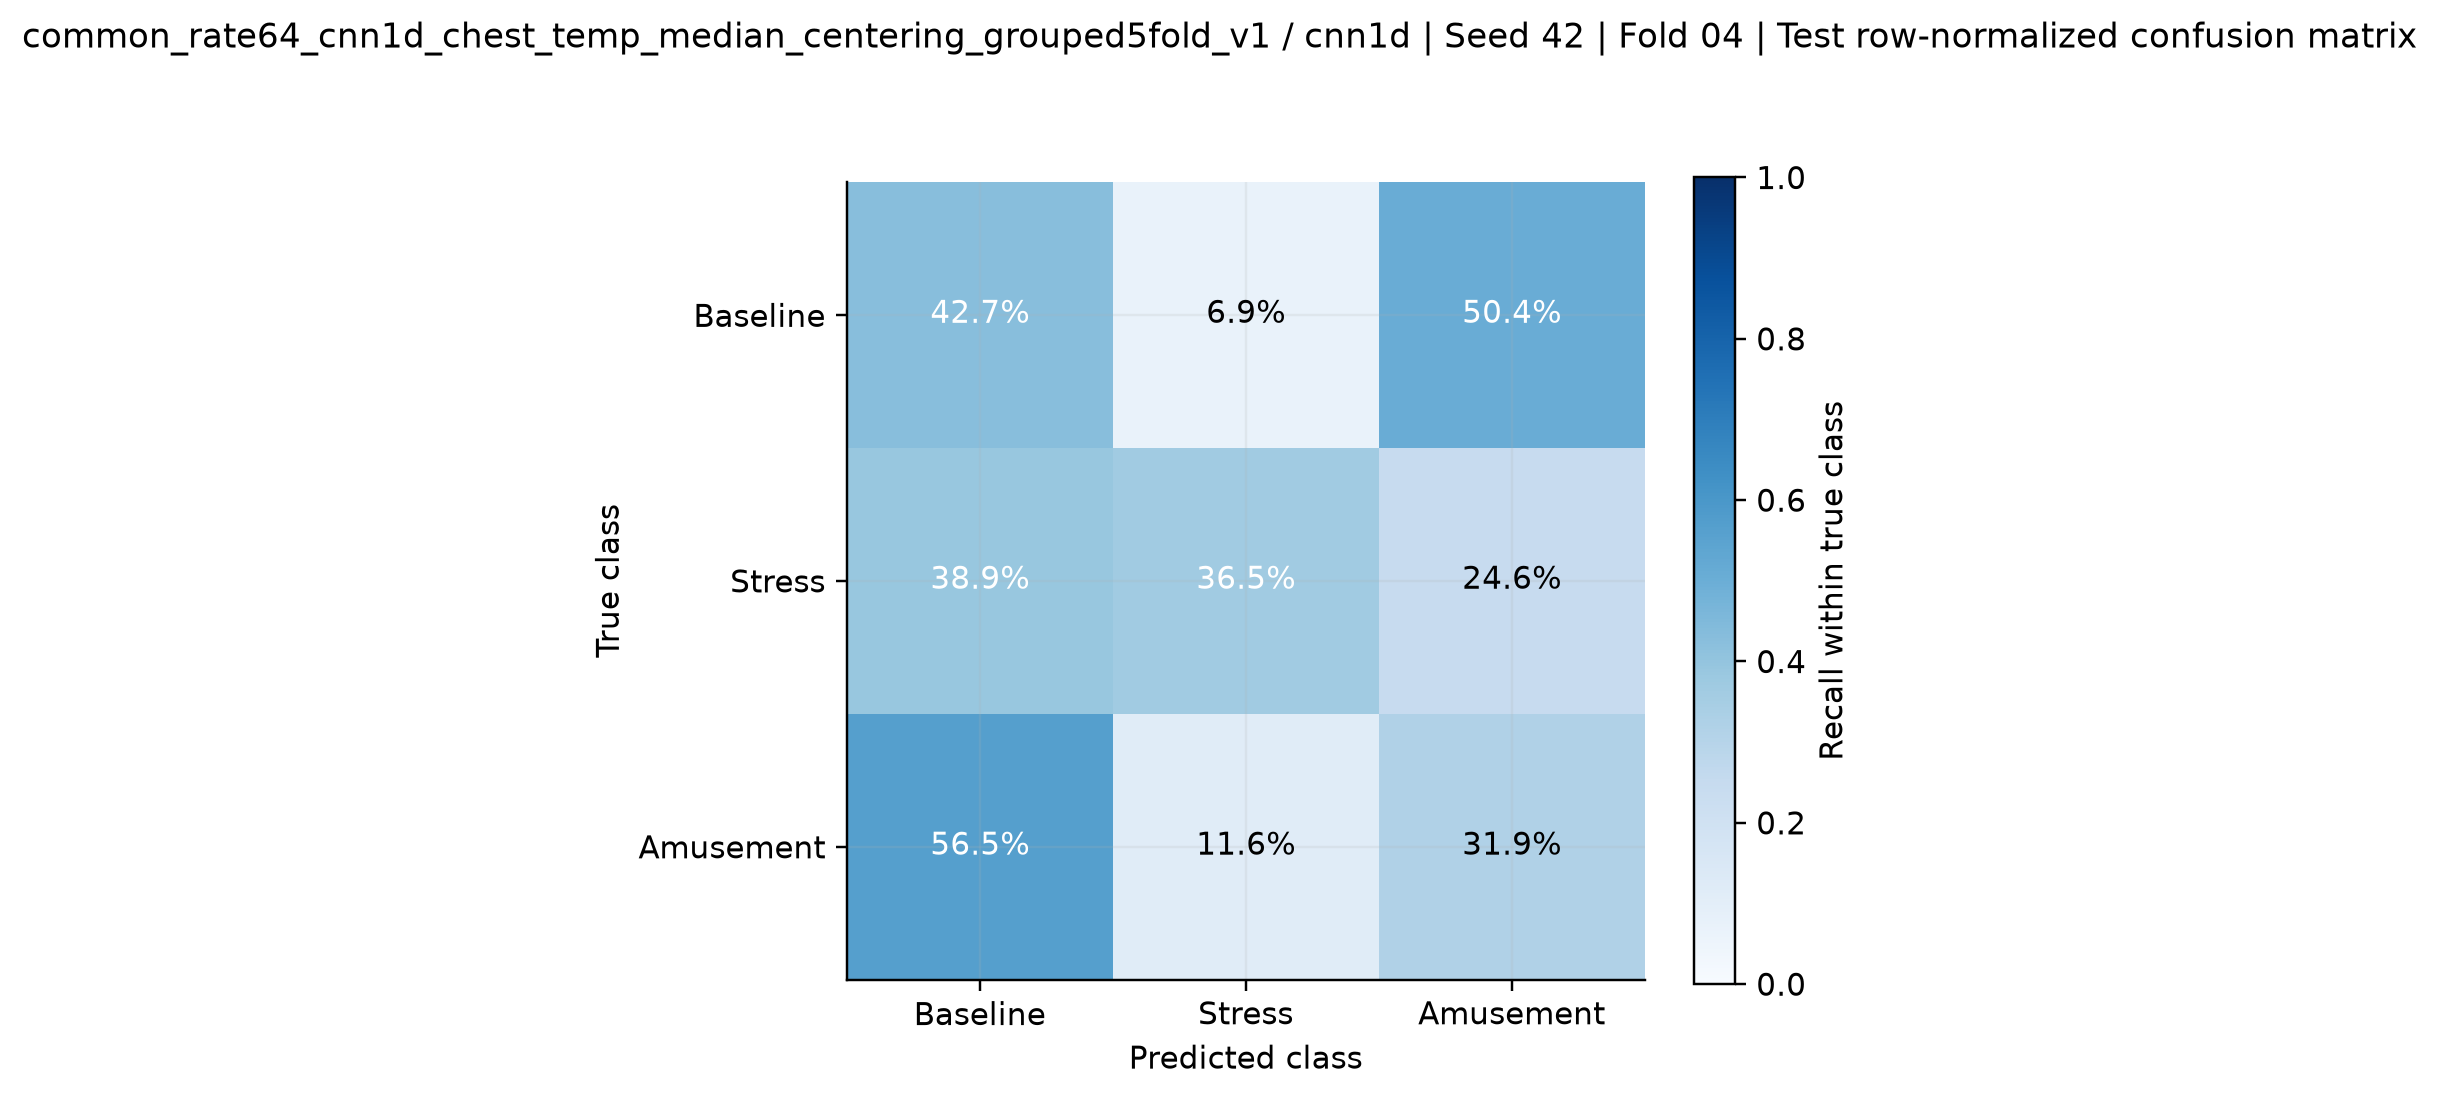 common_rate64_cnn1d_chest_temp_median_centering_grouped5fold_v1 / cnn1d | Seed 42 | Fold 04 | Test row-normalized confusion matrix
True class
Baseline
Stress
Amusement
42.7% 6.9% 50.4%
38.9% 36.5% 24.6%
56.5% 11.6% 31.9%
Baseline Stress Amusement
Predicted class
1.0
0.8
0.6
0.4
0.2
0.0
Recall within true class